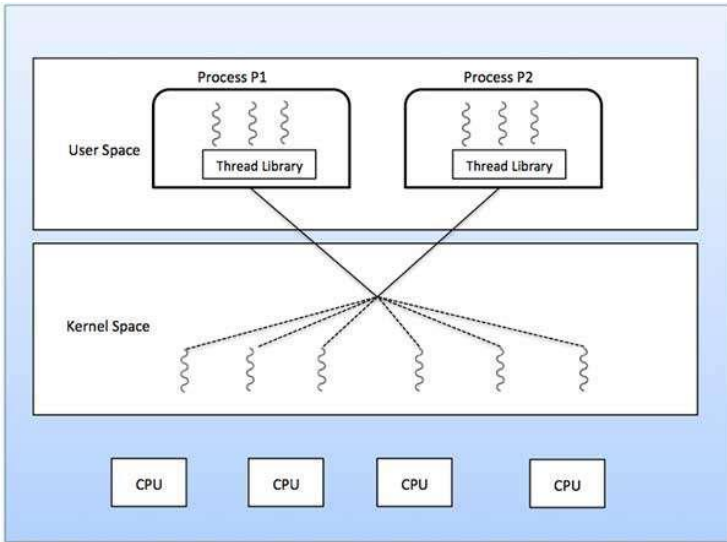 Process P1
Process P2
User Space
Thread Library
Thread Library
Kernel Space
CPU
CPU
CPU
CPU